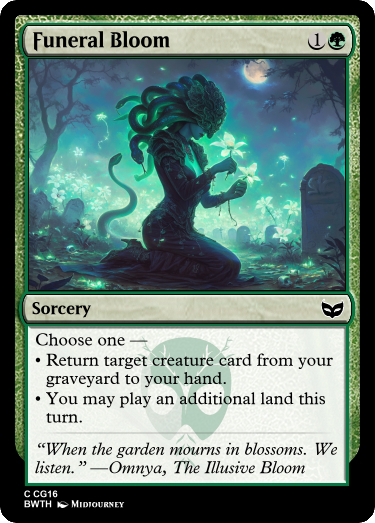 Funeral Bloom 1
Sorcery
Choose one —
• Return target creature card from your
graveyard to your hand.
• You may play an additional land this
turn.
“When the garden mourns in blossoms. We
listen.” —Omnya, The Illusive Bloom
C CG16
BWTH Midjourney